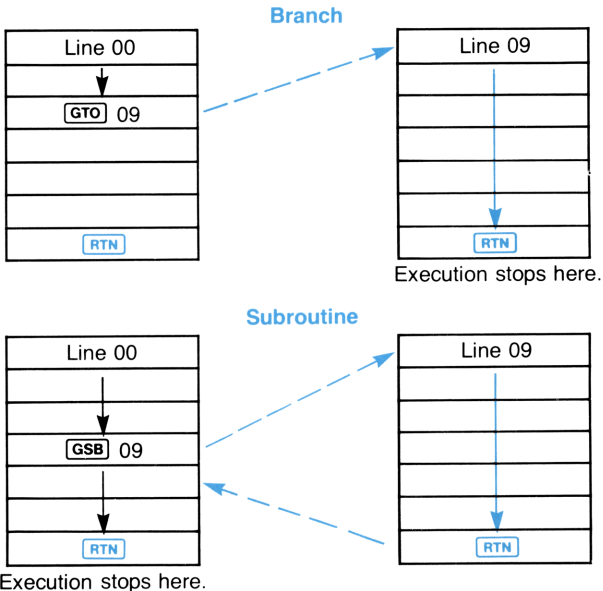 Branch
Line 00
GTO 09
RTN
Line 09
RTN
Execution stops here.
Subroutine
Line 00
GSB 09
RTN
Execution stops here.
Line 09
RTN